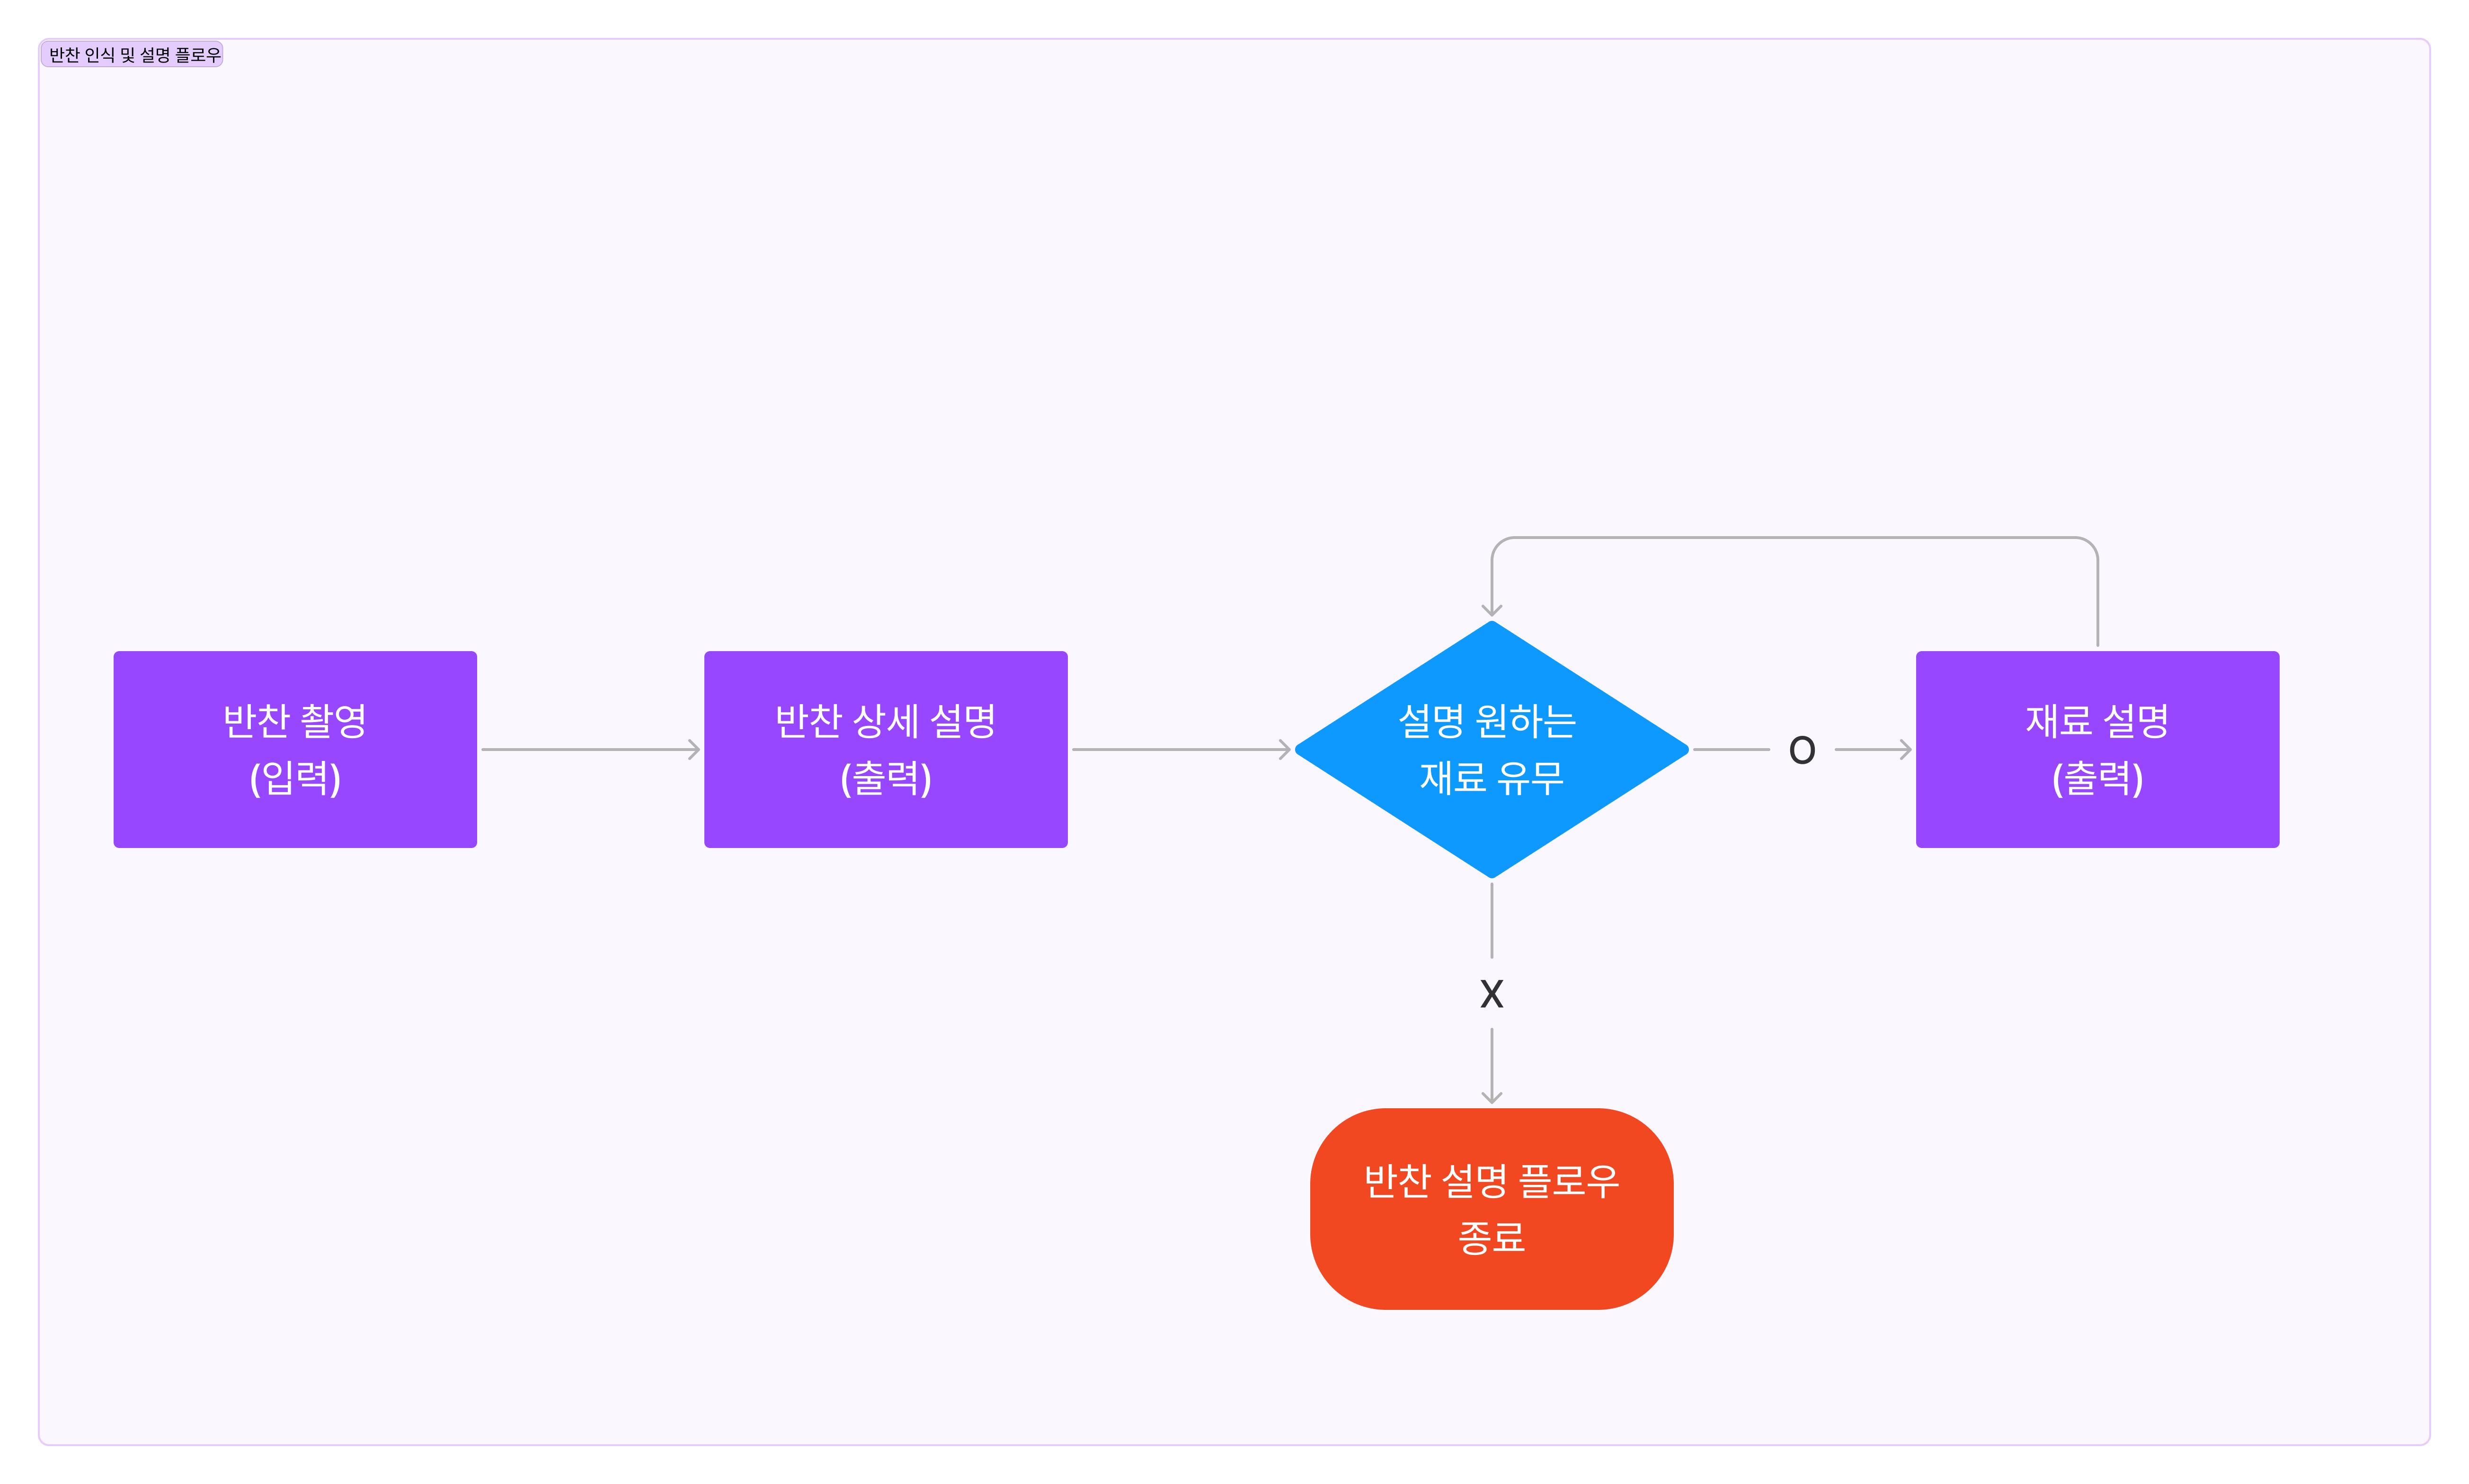 반찬 인식 및 설명 플로우
반찬 촬영
(입력)
반찬 상세 설명
(출력)
설명 원하는
재료 유무
O
재료 설명
(출력)
X
반찬 설명 플로우
종료